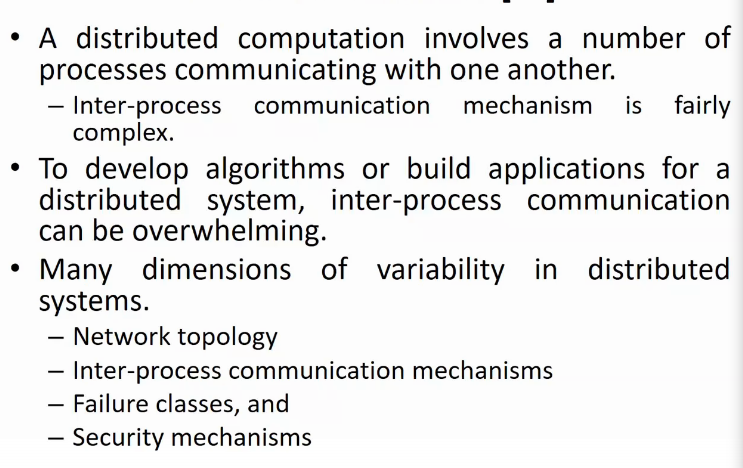 • A distributed computation involves a number of
processes communicating with one another.
– Inter-process communication mechanism is fairly
complex.
• To develop algorithms or build applications for a
distributed system, inter-process communication
can be overwhelming.
• Many dimensions of variability in distributed
systems.
– Network topology
– Inter-process communication mechanisms
– Failure classes, and
– Security mechanisms